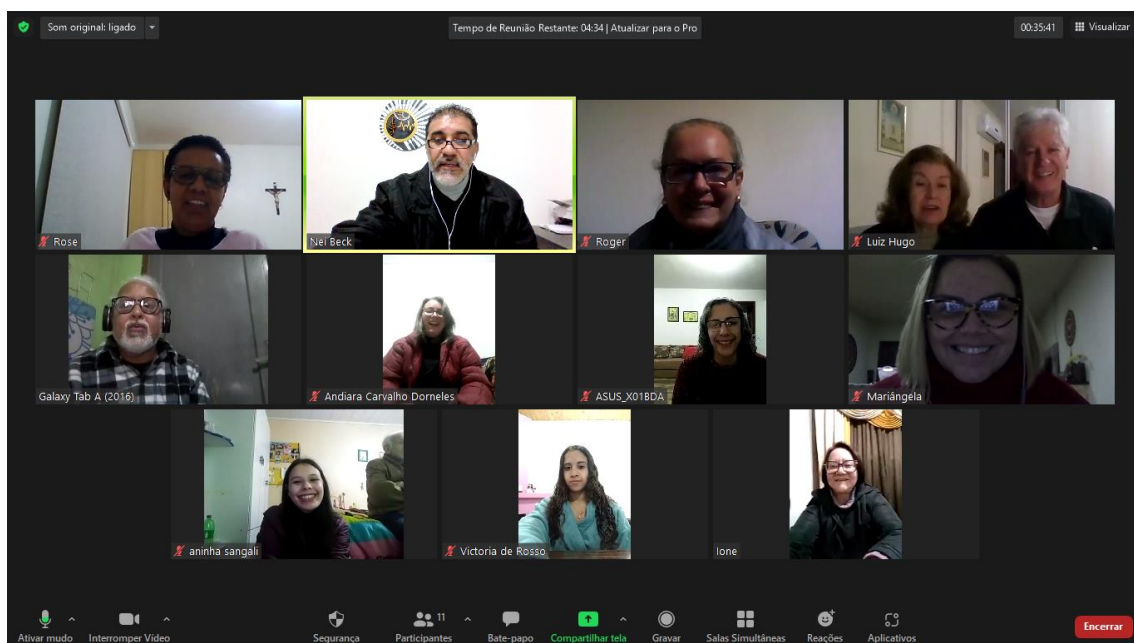 Som original: ligado
Tempo de Reunião Restante: 04:34 | Atualizar para o Pro
00:35:41
Visualizar
Rose
Nei Beck
Roger
Luiz Hugo
Galaxy Tab A (2016)
Andiara Carvalho Dorneles
ASUS_X01BDA
Mariângela
aninha sangali
Victoria de Rosso
Ione
Ativar mudo
Interromper Vídeo
Segurança
Participantes
11
Bate-papo
Compartilhar tela
Gravar
Salas Simultâneas
Reações
Aplicativos
Encerrar